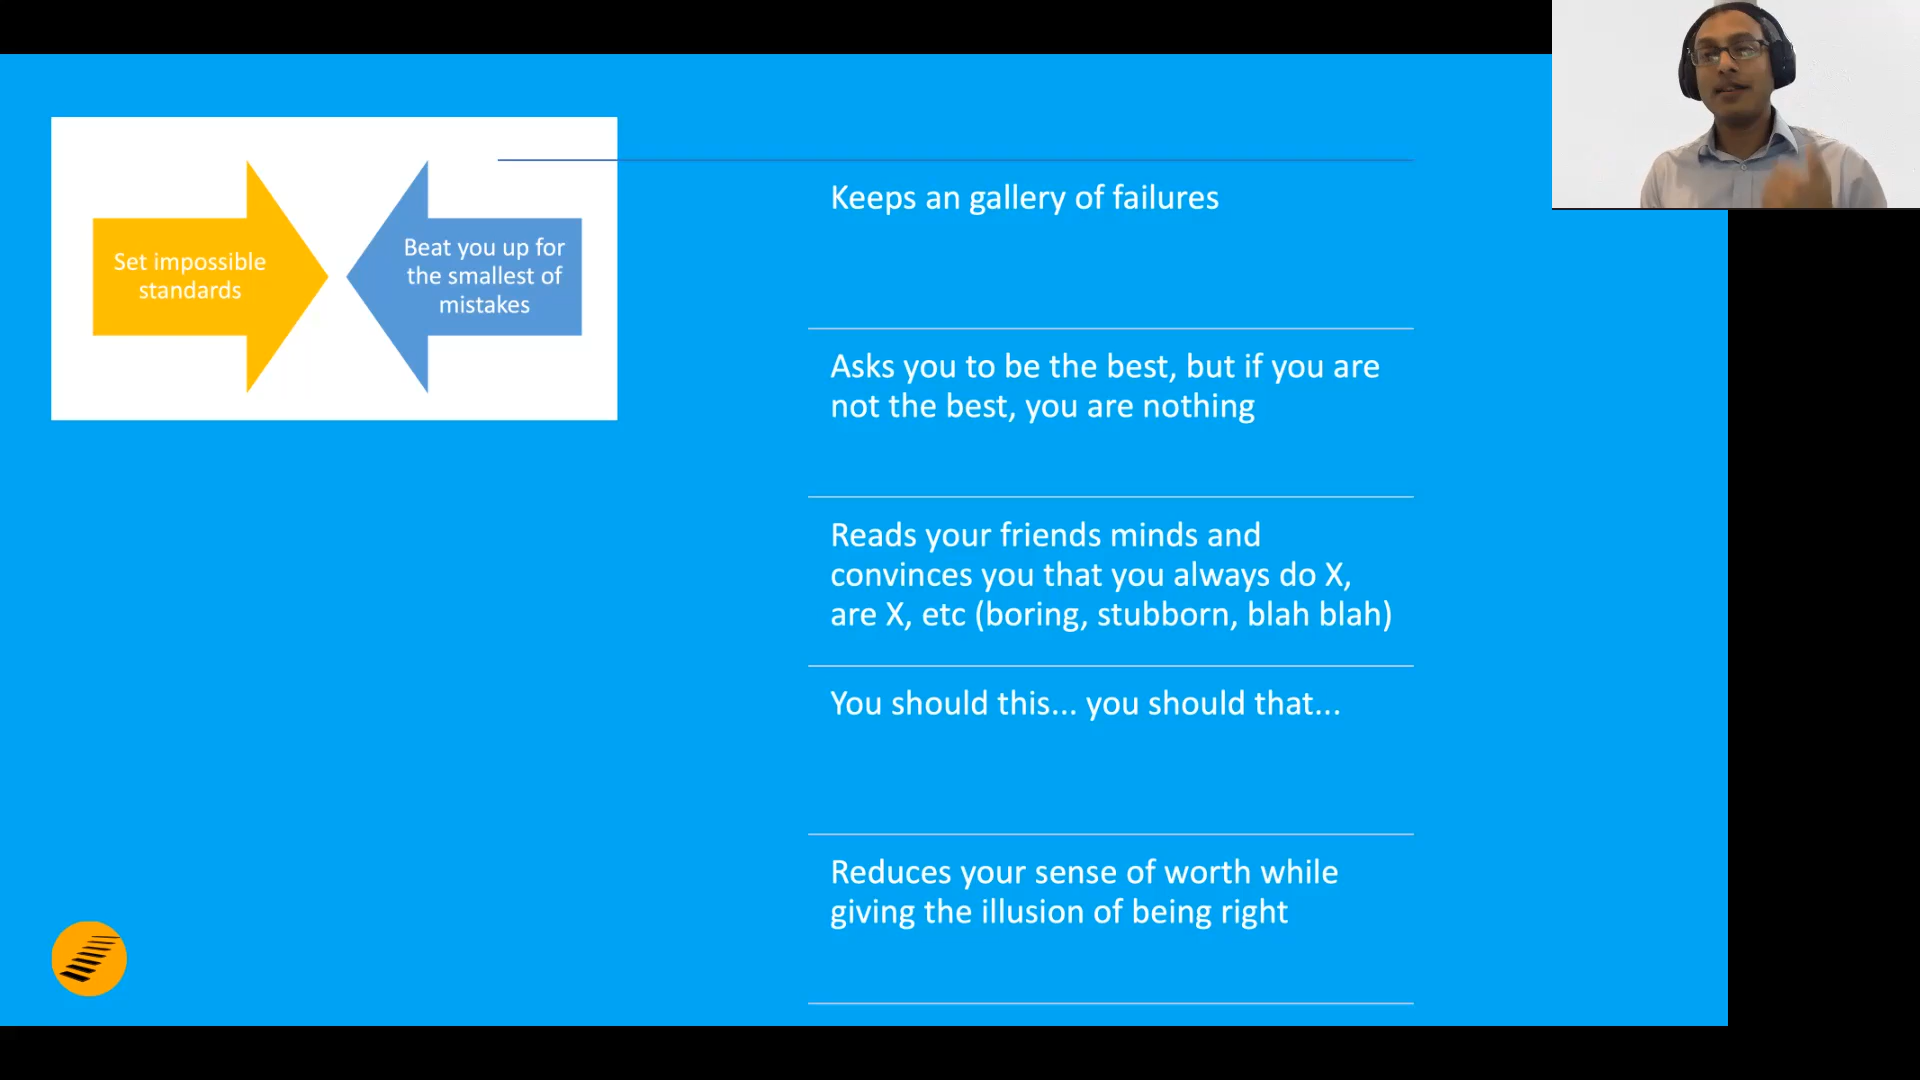 Set impossible
standards
Beat you up for
the smallest of
mistakes
Keeps an gallery of failures
Asks you to be the best, but if you are
not the best, you are nothing
Reads your friends minds and
convinces you that you always do X,
are X, etc (boring, stubborn, blah blah)
You should this... you should that...
Reduces your sense of worth while
giving the illusion of being right